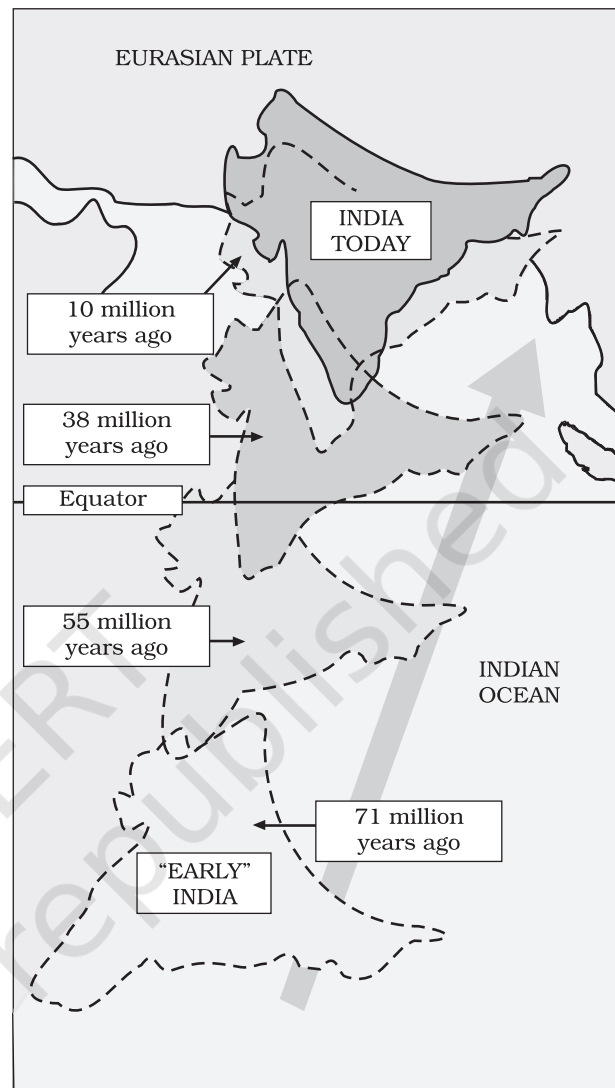 EURASIAN PLATE
INDIA
TODAY
10 million
years ago
38 million
years ago
Equator
55 million
years ago
INDIAN
OCEAN
71 million
years ago
“EARLY”
INDIA
republished